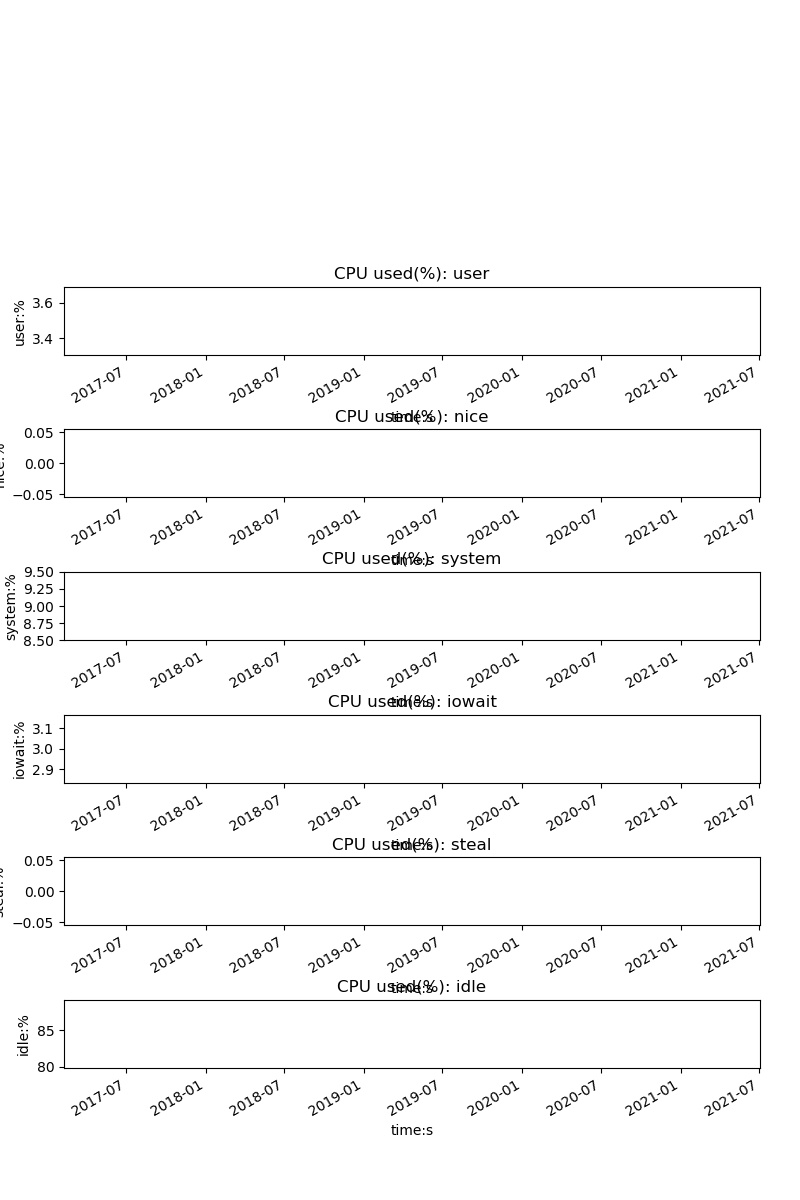 CPU used(%): user
3.6
3.4
user:%
2017-07 2018-01 2018-07 2019-01 2019-07 2020-01 2020-07 2021-01 2021-07
time:s
CPU used(%): nice
0.05
0.00
−0.05
nice:%
2017-07 2018-01 2018-07 2019-01 2019-07 2020-01 2020-07 2021-01 2021-07
time:s
CPU used(%): system
9.50
9.25
9.00
8.75
8.50
system:%
2017-07 2018-01 2018-07 2019-01 2019-07 2020-01 2020-07 2021-01 2021-07
time:s
CPU used(%): iowait
3.1
3.0
2.9
iowait:%
2017-07 2018-01 2018-07 2019-01 2019-07 2020-01 2020-07 2021-01 2021-07
time:s
CPU used(%): steal
0.05
0.00
−0.05
steal:%
2017-07 2018-01 2018-07 2019-01 2019-07 2020-01 2020-07 2021-01 2021-07
time:s
CPU used(%): idle
85
80
idle:%
2017-07 2018-01 2018-07 2019-01 2019-07 2020-01 2020-07 2021-01 2021-07
time:s